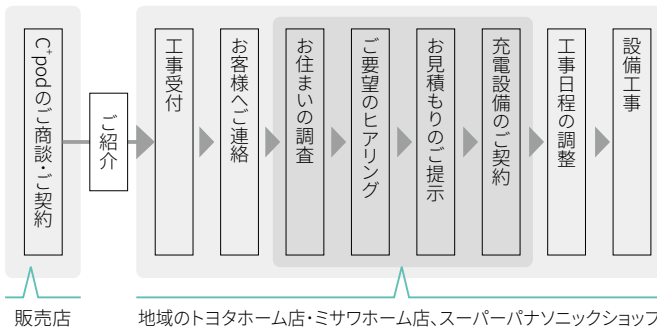 C⁺podのご商談・ご契約
ご紹介
工事受付
お客様へご連絡
お住まいの調査
ご要望のヒアリング
お見積もりのご提示
充電設備のご契約
工事日程の調整
設備工事
販売店
地域のトヨタホーム店・ミサワホーム店、スーパーパナソニックショップ